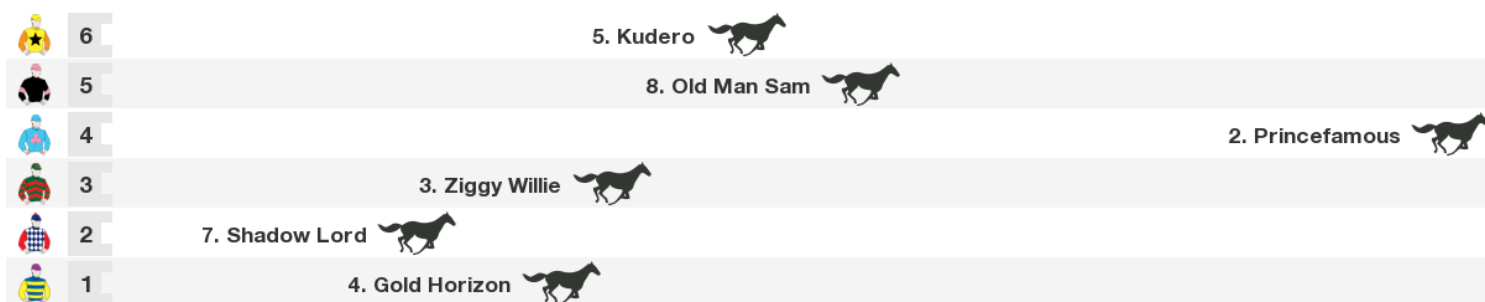 6 5. Kudero
5 8. Old Man Sam
4 2. Princefamous
3 3. Ziggy Willie
2 7. Shadow Lord
1 4. Gold Horizon